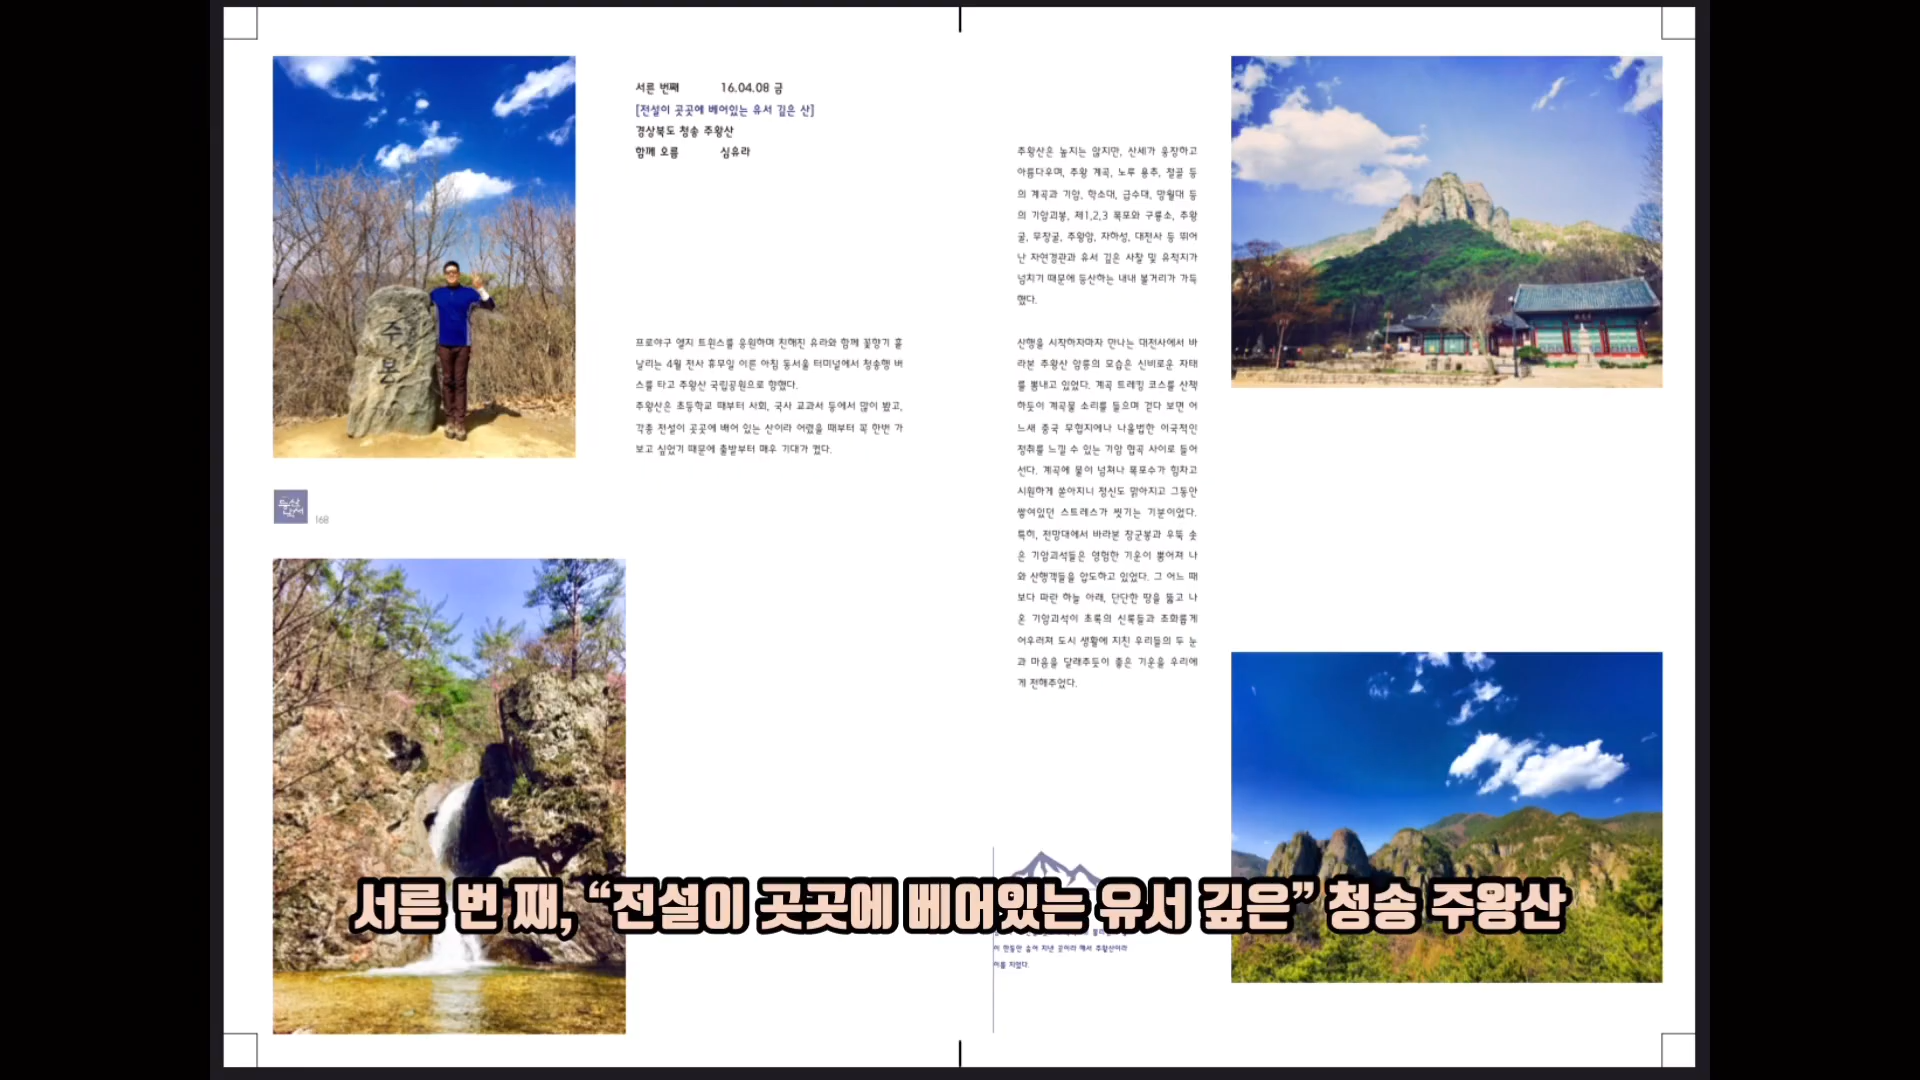 서른 번째 16.04.08 금
[전설이 곳곳에 베어있는 유서 깊은 산]
경상북도 청송 주왕산
함께 오름 심유라
주
봉
프로야구 엘지 트윈스를 응원하며 친해진 유라와 함께 꽃향기 흩
날리는 4월 전사 휴무일 이른 아침 동서울 터미널에서 청송행 버
스를 타고 주왕산 국립공원으로 향했다.
주왕산은 초등학교 때부터 사회, 국사 교과서 등에서 많이 봤고,
각종 전설이 곳곳에 배어 있는 산이라 어렸을 때부터 꼭 한번 가
보고 싶었기 때문에 출발부터 매우 기대가 컸다.
등산
낙서
168
주왕산은 높지는 않지만, 산세가 웅장하고
아름다우며, 주왕 계곡, 노루 용추, 절골 등
의 계곡과 기암, 학소대, 급수대, 망월대 등
의 기암괴봉, 제1,2,3 폭포와 구룡소, 주왕
굴, 무장굴, 주왕암, 자하성, 대전사 등 뛰어
난 자연경관과 유서 깊은 사찰 및 유적지가
넘치기 때문에 등산하는 내내 볼거리가 가득
했다.
산행을 시작하자마자 만나는 대전사에서 바
라본 주왕산 암릉의 모습은 신비로운 자태
를 뽐내고 있었다. 계곡 트레킹 코스를 산책
하듯이 계곡물 소리를 들으며 걷다 보면 어
느새 중국 무협지에나 나올법한 이국적인
정취를 느낄 수 있는 기암 협곡 사이로 들어
선다. 계곡에 물이 넘쳐나 폭포수가 힘차고
시원하게 쏟아지니 정신도 맑아지고 그동안
쌓여있던 스트레스가 씻기는 기분이었다.
특히, 전망대에서 바라본 장군봉과 우뚝 솟
은 기암괴석들은 영험한 기운이 뿜어져 나
와 산행객들을 압도하고 있었다. 그 어느 때
보다 파란 하늘 아래, 단단한 땅을 뚫고 나
온 기암괴석이 초록의 신록들과 조화롭게
어우러져 도시 생활에 지친 우리들의 두 눈
과 마음을 달래주듯이 좋은 기운을 우리에
게 전해주었다.
이 한동안 숨어 지낸 곳이라 해서 주왕산이라
이름 지었다.
서른 번 째, “전설이 곳곳에 베어있는 유서 깊은” 청송 주왕산